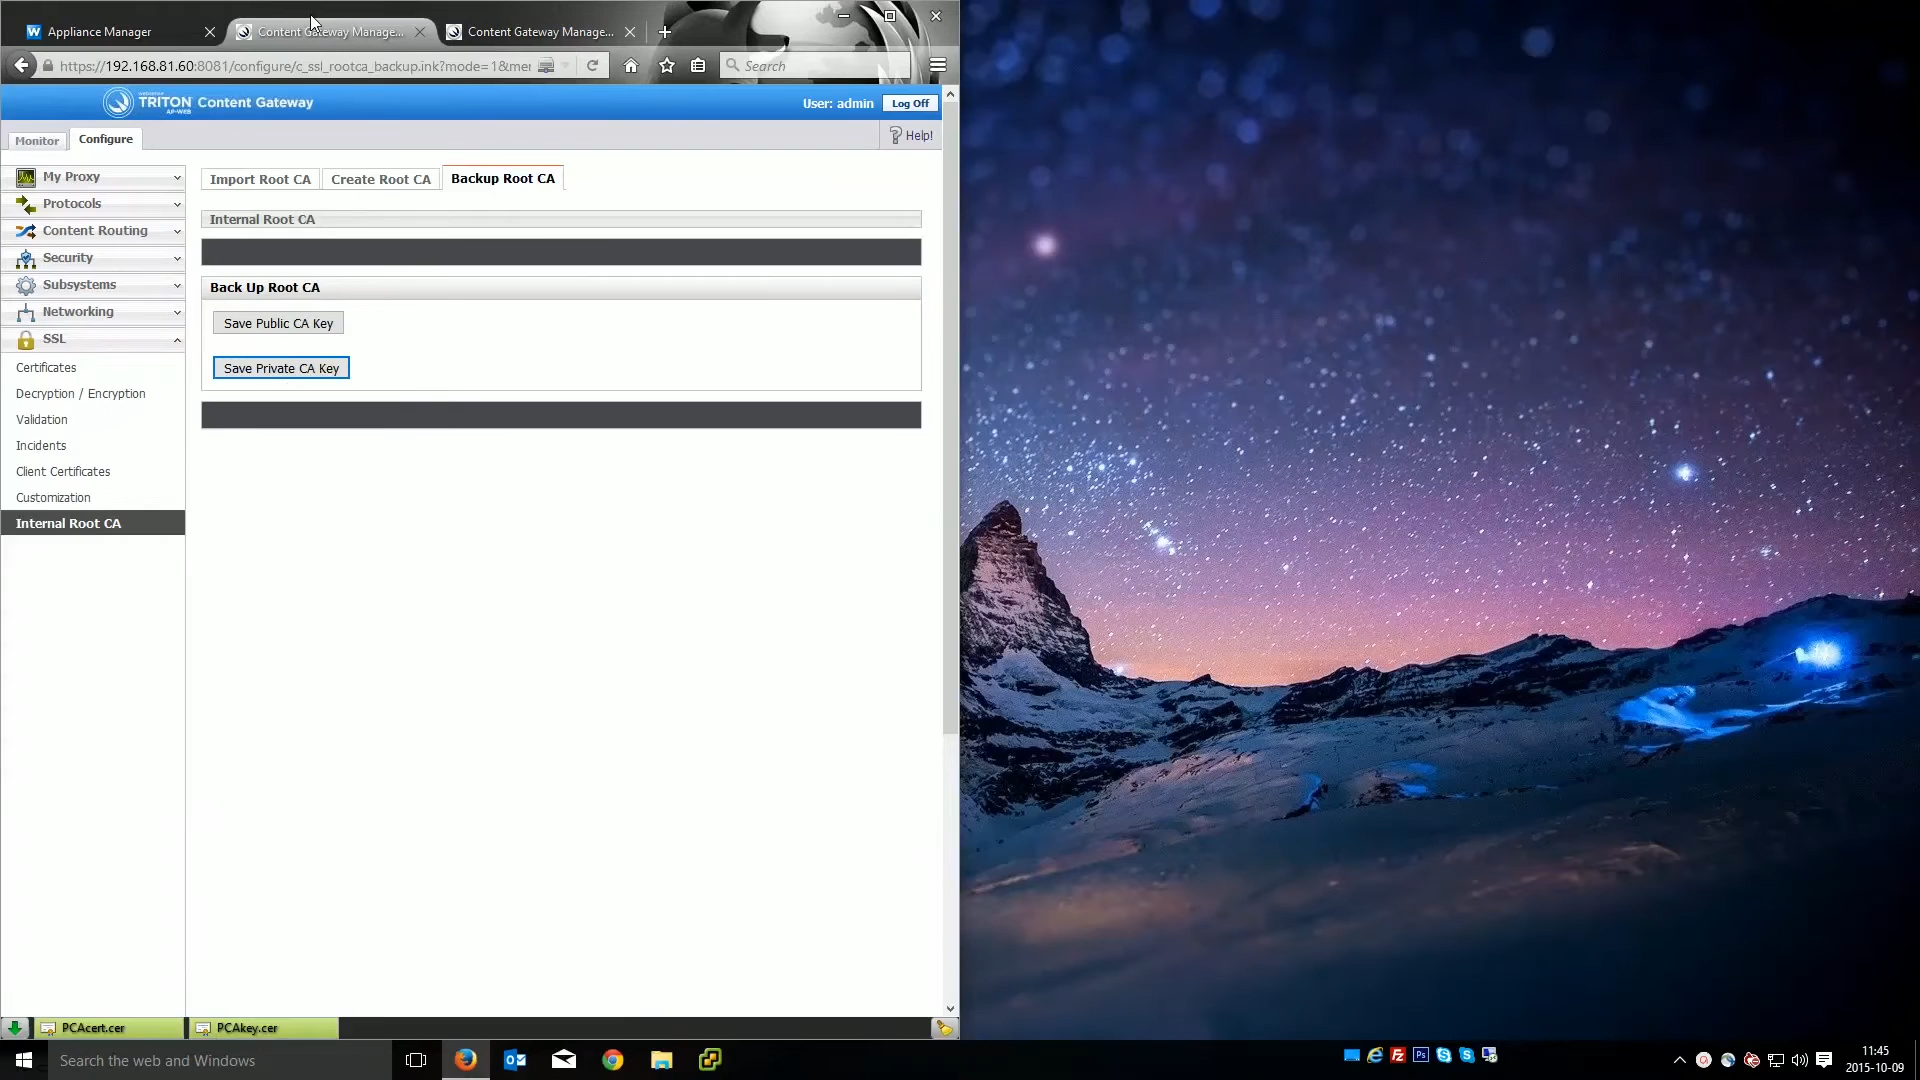 Appliance Manager
Content Gateway Manage...
Content Gateway Manage...
https://192.168.81.60:8081/configure/c_ssl_rootca_backup.ink?mode=1&mer
Search
TRITON Content Gateway
AP-WEB
User: admin
Log Off
Monitor
Configure
Help!
My Proxy
Protocols
Content Routing
Security
Subsystems
Networking
SSL
Certificates
Decryption / Encryption
Validation
Incidents
Client Certificates
Customization
Internal Root CA
Import Root CA
Create Root CA
Backup Root CA
Internal Root CA
Back Up Root CA
Save Public CA Key
Save Private CA Key
PCAcert.cer
PCAkey.cer
Search the web and Windows
11:45
2015-10-09